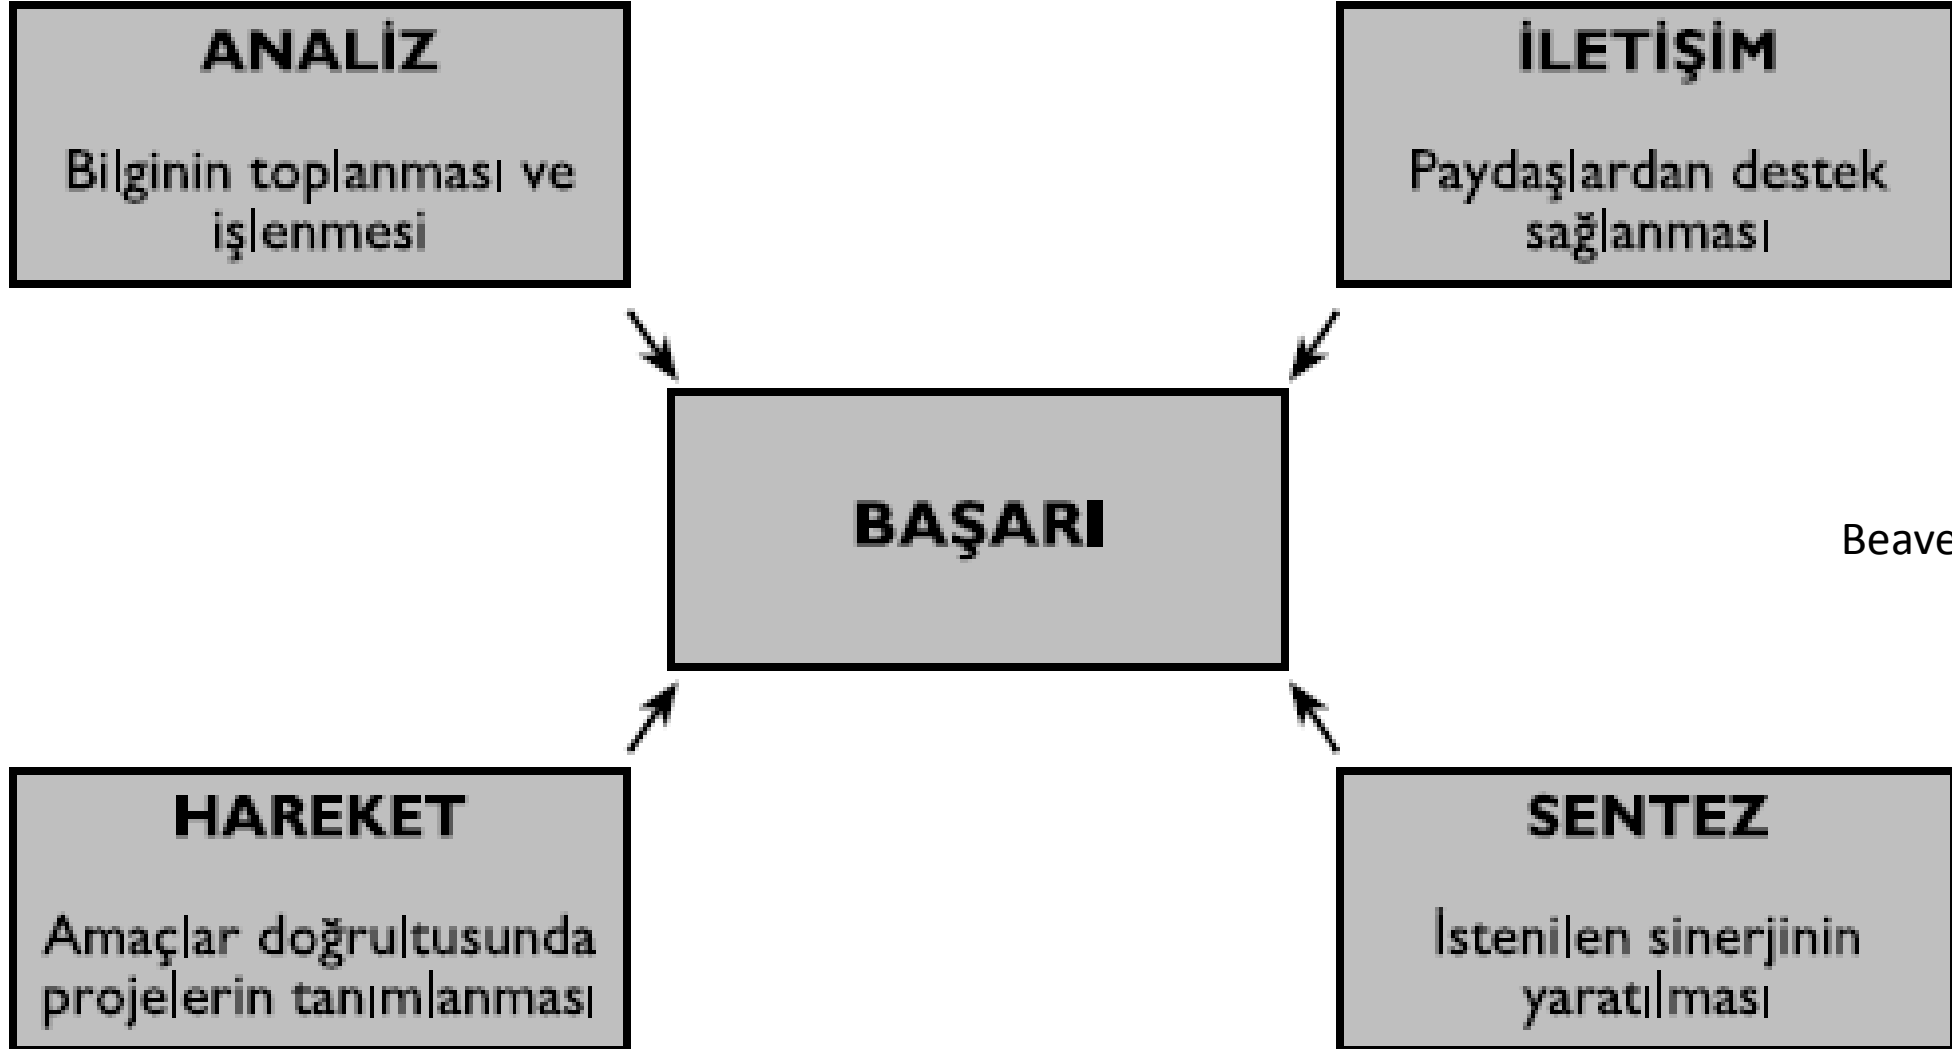 ANALİZ
Bilginin toplanması ve
işlenmesi
İLETİŞİM
Paydaşlardan destek
sağlanması
BAŞARI
Beave
HAREKET
Amaçlar doğrultusunda
projelerin tanımlanması
SENTEZ
İstenilen sinerjinin
yaratılması